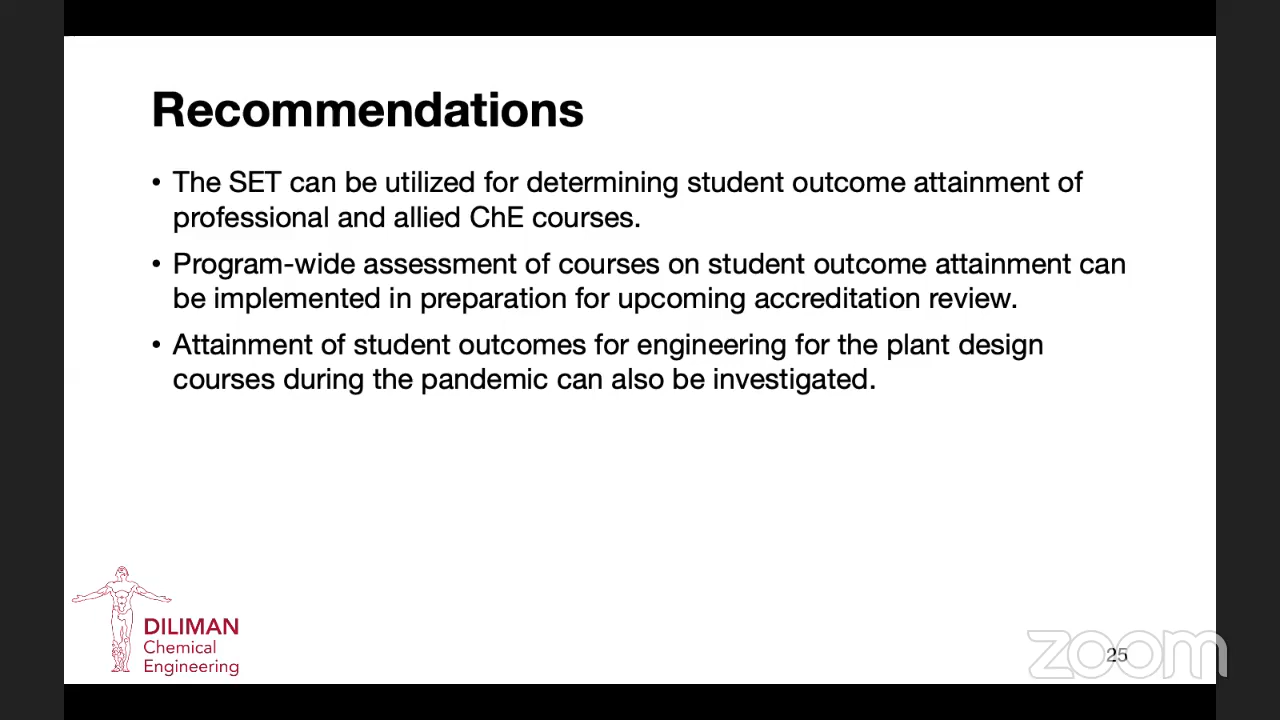 Recommendations
• The SET can be utilized for determining student outcome attainment of
professional and allied ChE courses.
• Program-wide assessment of courses on student outcome attainment can
be implemented in preparation for upcoming accreditation review.
• Attainment of student outcomes for engineering for the plant design
courses during the pandemic can also be investigated.
DILIMAN
Chemical
Engineering
zoom
25